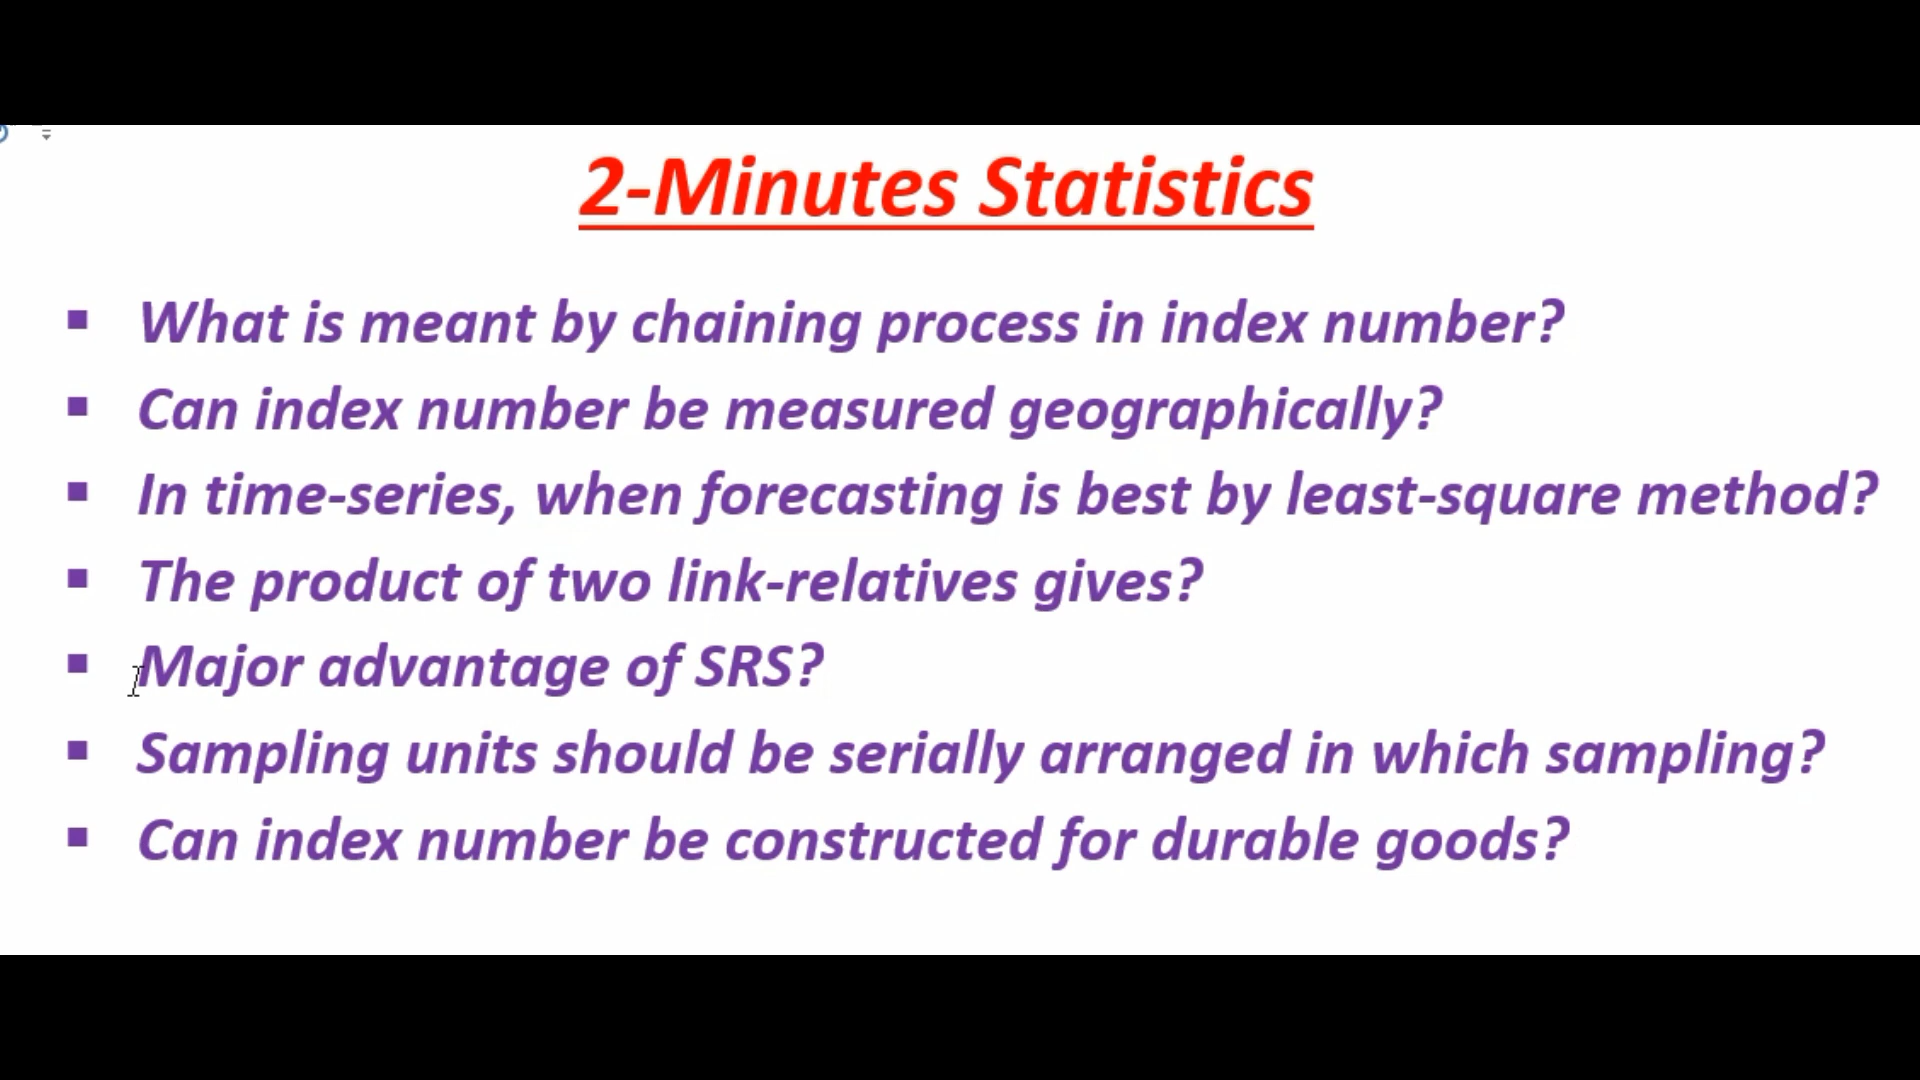 2-Minutes Statistics
▪ What is meant by chaining process in index number?
▪ Can index number be measured geographically?
▪ In time-series, when forecasting is best by least-square method?
▪ The product of two link-relatives gives?
▪ Major advantage of SRS?
▪ Sampling units should be serially arranged in which sampling?
▪ Can index number be constructed for durable goods?